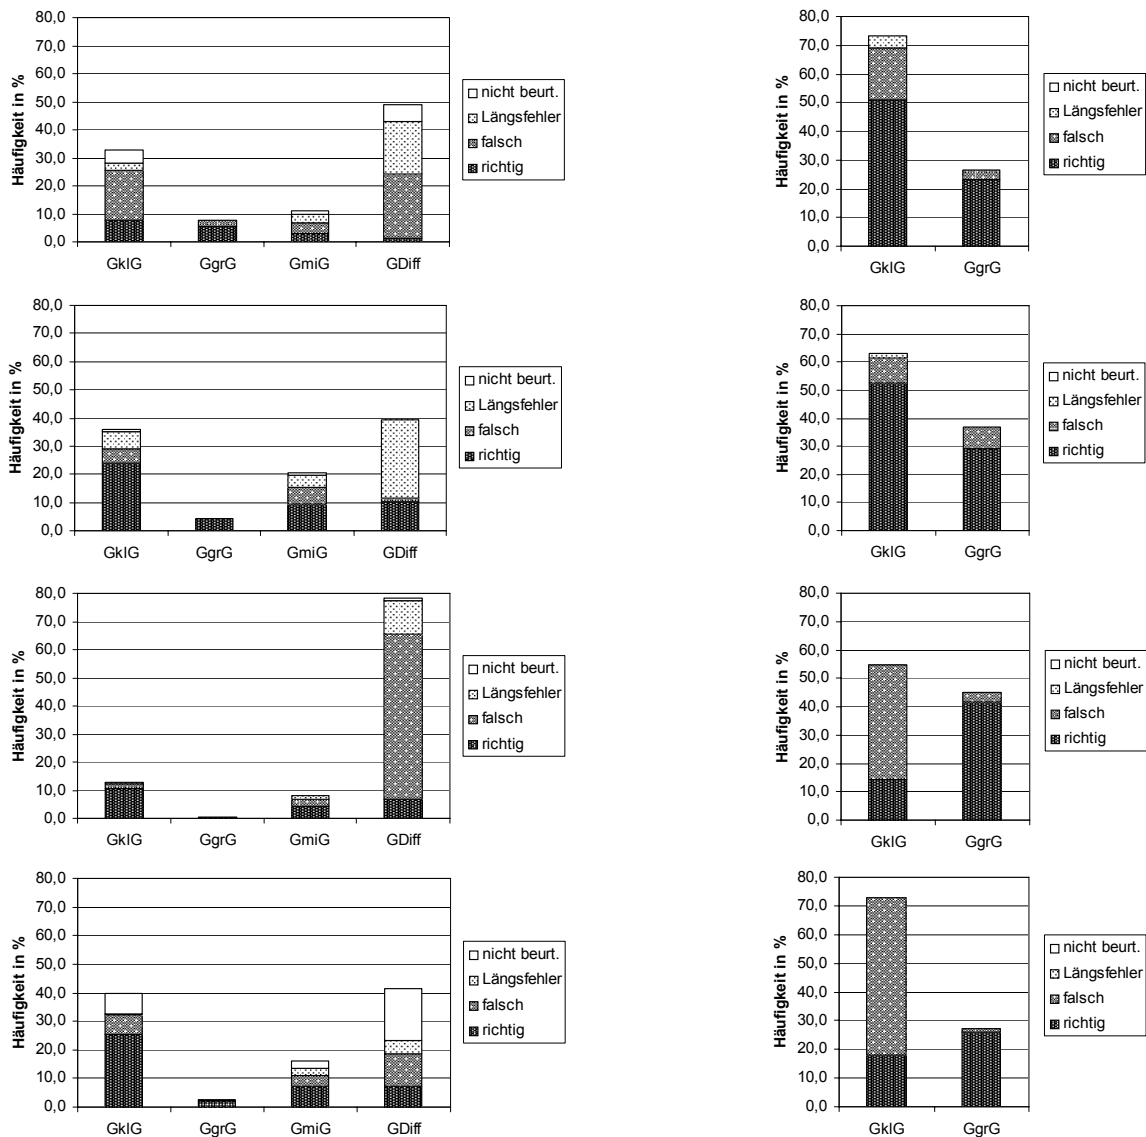 80,0
70,0
60,0
50,0
40,0
30,0
20,0
10,0
0,0
Häufigkeit in %
GklG GgrG GmiG GDiff
nicht beurt.
Längsfehler
falsch
richtig
80,0
70,0
60,0
50,0
40,0
30,0
20,0
10,0
0,0
Häufigkeit in %
GklG GgrG
nicht beurt.
Längsfehler
falsch
richtig
80,0
70,0
60,0
50,0
40,0
30,0
20,0
10,0
0,0
Häufigkeit in %
GklG GgrG GmiG GDiff
nicht beurt.
Längsfehler
falsch
richtig
80,0
70,0
60,0
50,0
40,0
30,0
20,0
10,0
0,0
Häufigkeit in %
GklG GgrG
nicht beurt.
Längsfehler
falsch
richtig
80,0
70,0
60,0
50,0
40,0
30,0
20,0
10,0
0,0
Häufigkeit in %
GklG GgrG GmiG GDiff
nicht beurt.
Längsfehler
falsch
richtig
80,0
70,0
60,0
50,0
40,0
30,0
20,0
10,0
0,0
Häufigkeit in %
GklG GgrG
nicht beurt.
Längsfehler
falsch
richtig
80,0
70,0
60,0
50,0
40,0
30,0
20,0
10,0
0,0
Häufigkeit in %
GklG GgrG GmiG GDiff
nicht beurt.
Längsfehler
falsch
richtig
80,0
70,0
60,0
50,0
40,0
30,0
20,0
10,0
0,0
Häufigkeit in %
GklG GgrG
nicht beurt.
Längsfehler
falsch
richtig